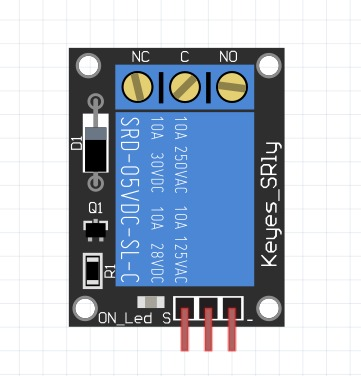 NC C NO
D1
SRD-05VDC-SL-C
10A 30VDC 10A 28VDC
10A 250VAC 10A 125VAC
Keyes_SRly
Q1
R1
ON_Led S -